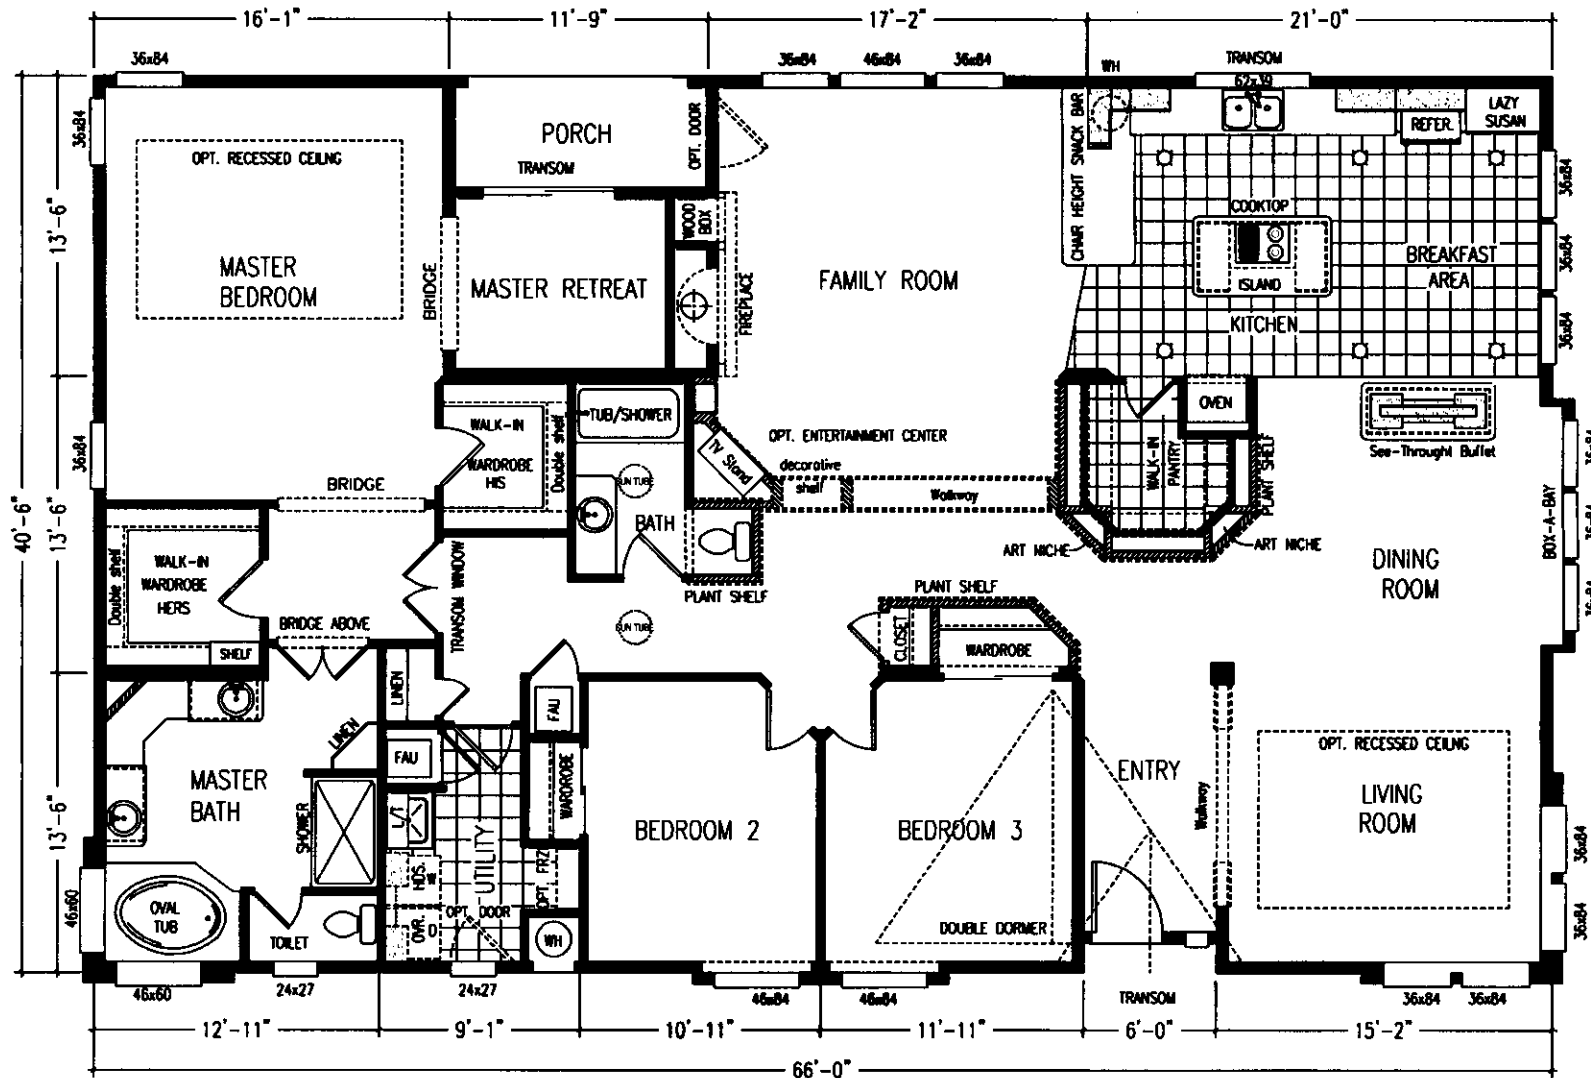 16'-1"
11'-9"
17'-2"
21'-0"
36x84
36x84
46x84
36x84
WH
TRANSOM
62x39
36x84
PORCH
TRANSOM
OPT. DOOR
OPT. RECESSED CEILNG
CHAIR HEIGHT SNACK BAR
REFER.
LAZY
SUSAN
36x84
36x84
36x84
13'-6"
MASTER
BEDROOM
BRIDGE
MASTER RETREAT
WOOD
BOX
FIREPLACE
FAMILY ROOM
COOKTOP
ISLAND
KITCHEN
BREAKFAST
AREA
40'-6"
13'-6"
36x84
WALK-IN
WARDROBE
HIS
Double shelf
TUB/SHOWER
SUN TUBE
BATH
TV Stand
OPT. ENTERTAINMENT CENTER
decorative
shelf
Walkway
WALK-IN
PANTRY
OVEN
PLANT SHELF
ART NICHE
ART NICHE
See-Throught Buffet
BOX-A-BAY
36x84
36x84
36x84
DINING
ROOM
BRIDGE
Double shelf
WALK-IN
WARDROBE
HERS
SHELF
BRIDGE ABOVE
TRANSOM WINDOW
PLANT SHELF
SUN TUBE
PLANT SHELF
CLOSET
WARDROBE
13'-6"
LINEN
LINEN
FAU
FAU
MASTER
BATH
SHOWER
L/T
UTILITY
WARDROBE
BEDROOM 2
BEDROOM 3
ENTRY
Walkway
OPT. RECESSED CEILNG
LIVING
ROOM
36x84
36x84
46x60
OVAL
TUB
TOILET
HDS.
W
OVR.
D
OPT. DOOR
OPT. FRZ
WH
DOUBLE DORMER
46x60
24x27
24x27
46x84
46x84
TRANSOM
36x84
36x84
12'-11"
9'-1"
10'-11"
11'-11"
6'-0"
15'-2"
66'-0"